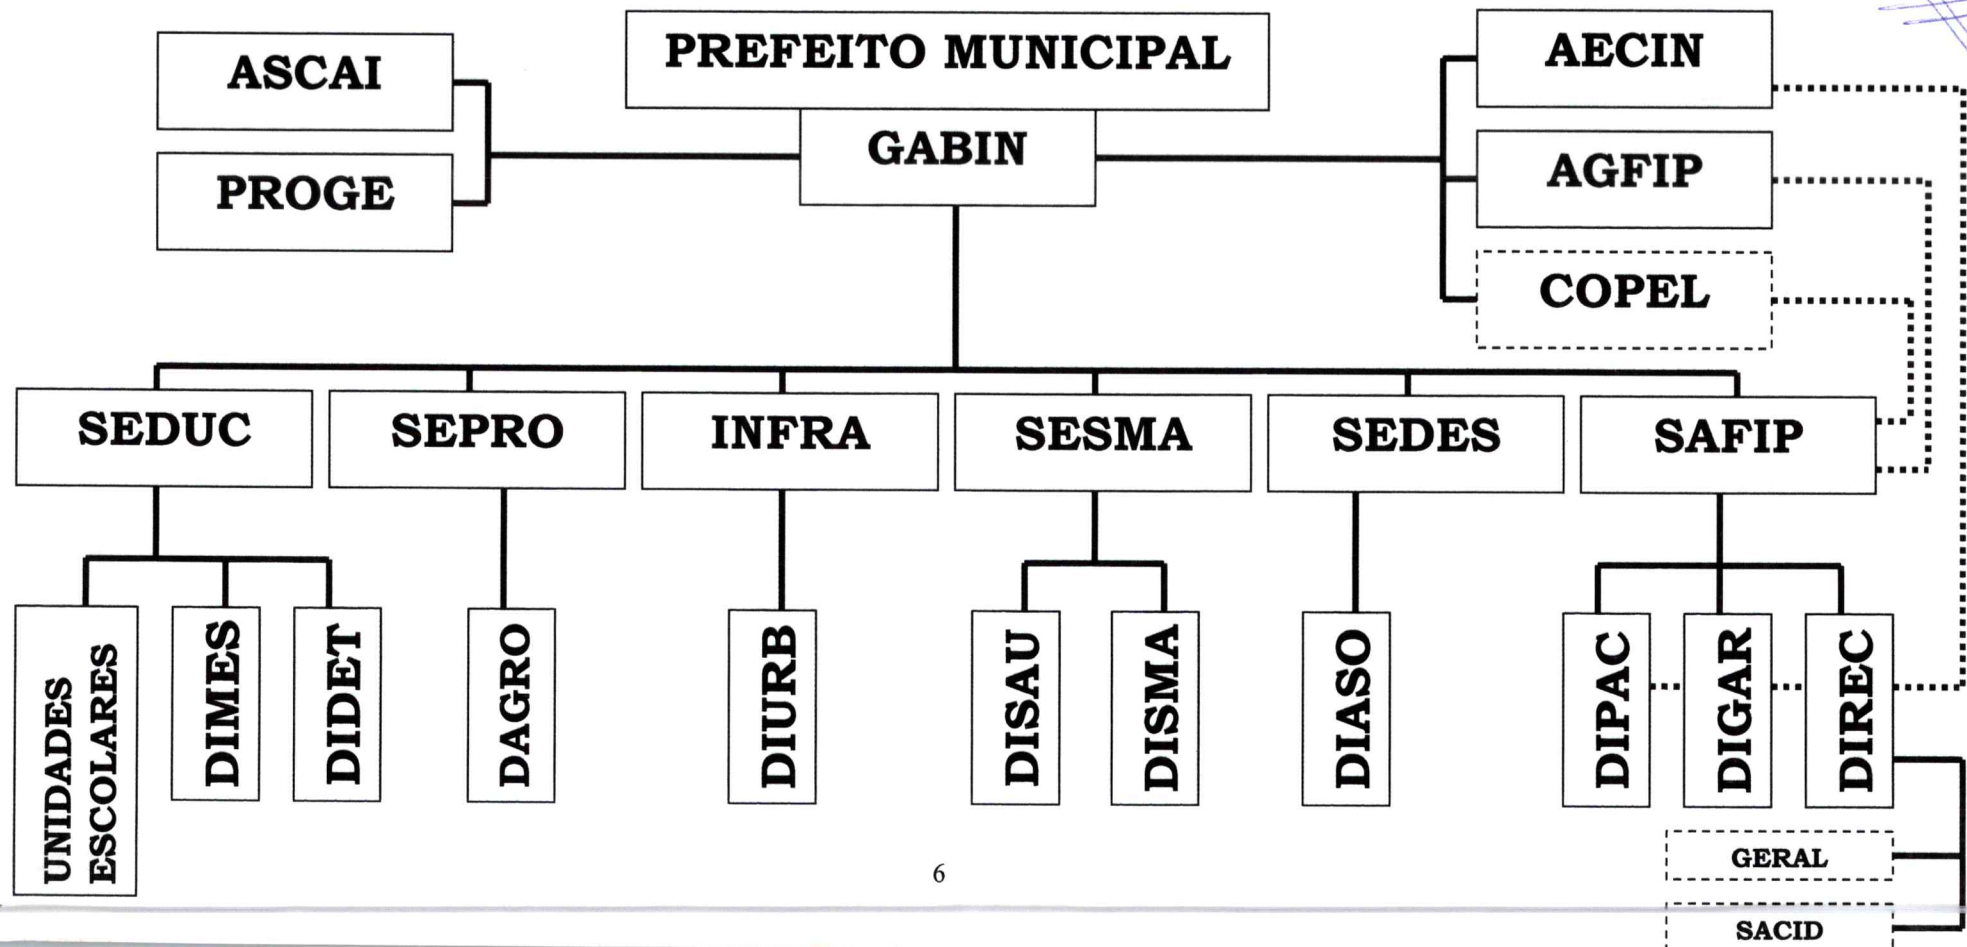 PREFEITO MUNICIPAL
ASCAI
AECIN
GABIN
PROGE
AGFIP
COPEL
SEDUC
SEPRO
INFRA
SESMA
SEDES
SAFIP
UNIDADES
ESCOLARES
DIMES
DIDET
DAGRO
DIURB
DISAU
DISMA
DIASO
DIPAC
DIGAR
DIREC
GERAL
SACID
6